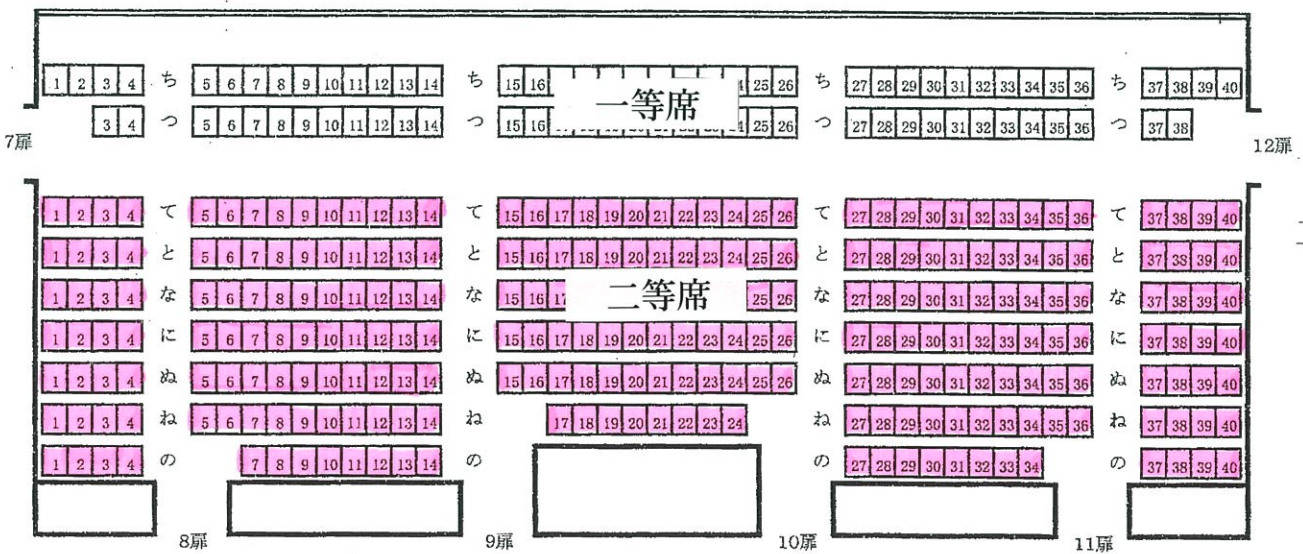 1 2 3 4 ち 5 6 7 8 9 10 11 12 13 14 ち 15 16 25 26 ち 27 28 29 30 31 32 33 34 35 36 ち 37 38 39 40
一等席
3 4 つ 5 6 7 8 9 10 11 12 13 14 つ 15 16 25 26 つ 27 28 29 30 31 32 33 34 35 36 つ 37 38
7扉 12扉
1 2 3 4 て 5 6 7 8 9 10 11 12 13 14 て 15 16 17 18 19 20 21 22 23 24 25 26 て 27 28 29 30 31 32 33 34 35 36 て 37 38 39 40
1 2 3 4 と 5 6 7 8 9 10 11 12 13 14 と 15 16 17 18 19 20 21 22 23 24 25 26 と 27 28 29 30 31 32 33 34 35 36 と 37 38 39 40
1 2 3 4 な 5 6 7 8 9 10 11 12 13 14 な 15 16 17 二等席 25 26 な 27 28 29 30 31 32 33 34 35 36 な 37 38 39 40
1 2 3 4 に 5 6 7 8 9 10 11 12 13 14 に 15 16 17 18 19 20 21 22 23 24 25 26 に 27 28 29 30 31 32 33 34 35 36 に 37 38 39 40
1 2 3 4 ぬ 5 6 7 8 9 10 11 12 13 14 ぬ 15 16 17 18 19 20 21 22 23 24 25 26 ぬ 27 28 29 30 31 32 33 34 35 36 ぬ 37 38 39 40
1 2 3 4 ね 5 6 7 8 9 10 11 12 13 14 ね 17 18 19 20 21 22 23 24 ね 27 28 29 30 31 32 33 34 35 36 ね 37 38 39 40
1 2 3 4 の 7 8 9 10 11 12 13 14 の の 27 28 29 30 31 32 33 34 の 37 38 39 40
8扉 9扉 10扉 11扉